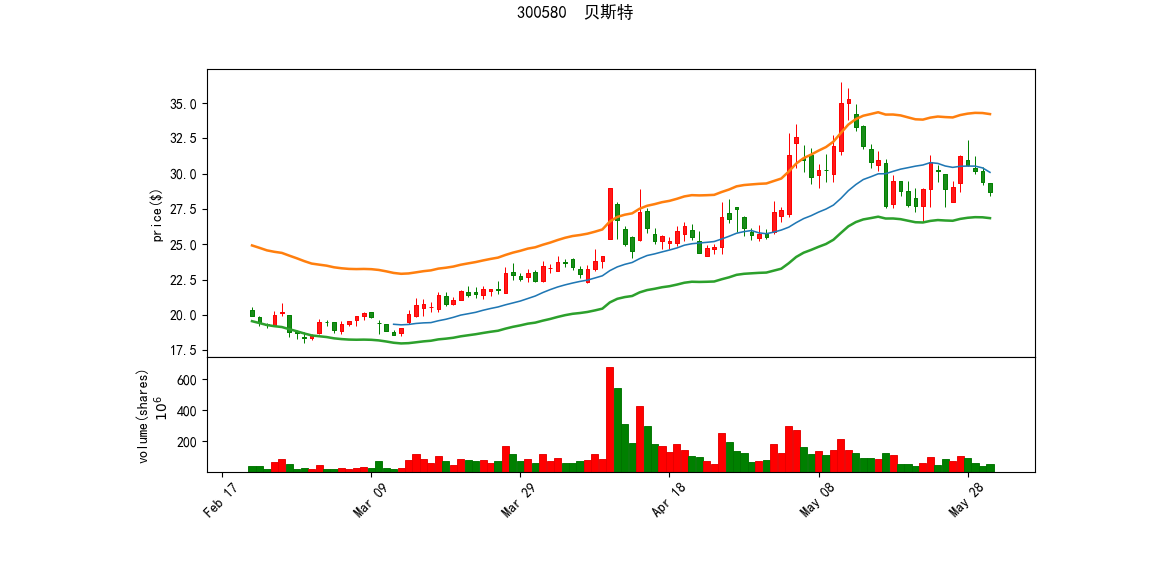 300580 贝斯特
price($)
35.0
32.5
30.0
27.5
25.0
22.5
20.0
17.5
volume(shares)
10^6
600
400
200
Feb 17
Mar 09
Mar 29
Apr 18
May 08
May 28